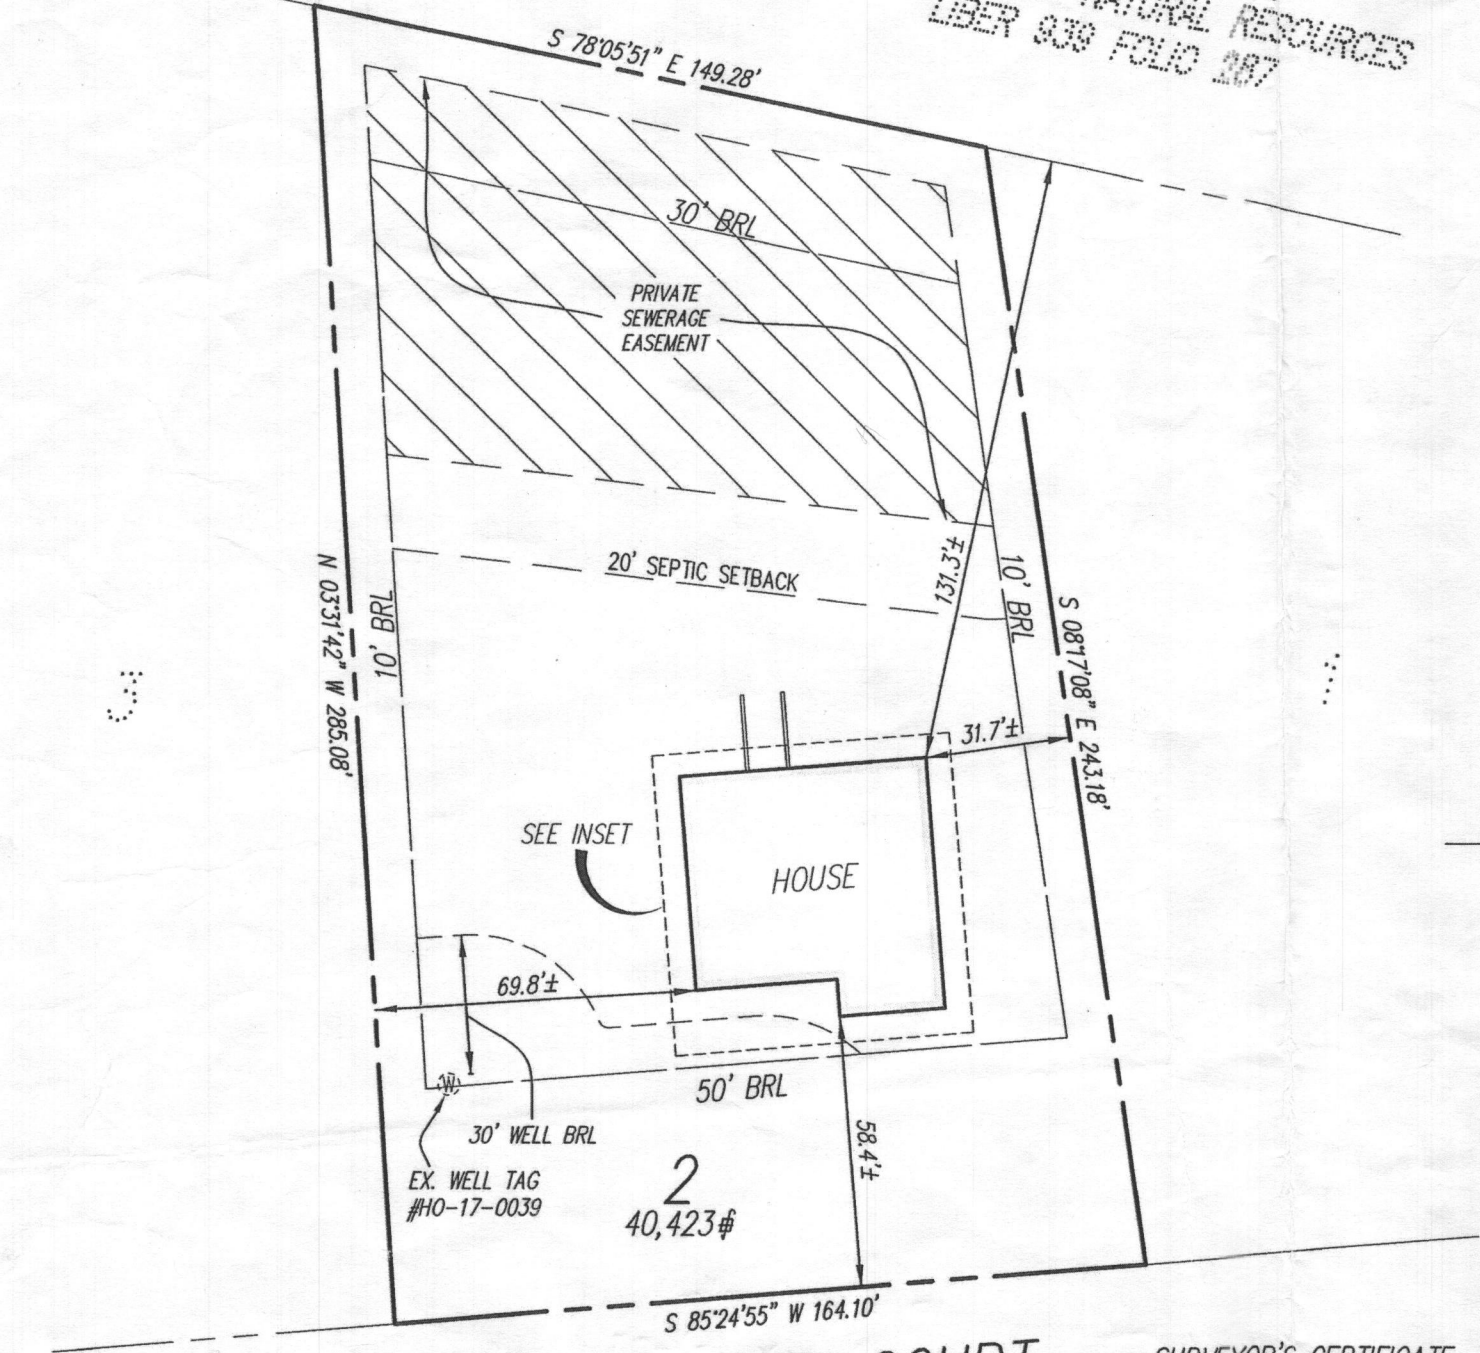 NATURAL RESOURCES
LIBER 939 FOLIO 287
S 78°05'51" E 149.28'
30' BRL
PRIVATE
SEWERAGE
EASEMENT
20' SEPTIC SETBACK
131.3'±
10' BRL
N 03°31'42" W 285.08'
10' BRL
S 08°17'08" E 243.18'
3
1
31.7'±
SEE INSET
HOUSE
69.8'±
50' BRL
W
30' WELL BRL
EX. WELL TAG
#HO-17-0039
58.4'±
2
40,423
S 85°24'55" W 164.10'
COURT
SURVEYOR'S CERTIFICATE